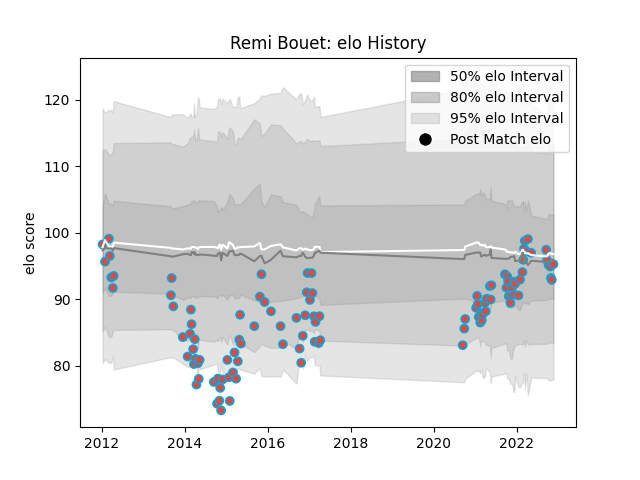 Remi Bouet: elo History
50% elo Interval
80% elo Interval
95% elo Interval
Post Match elo
elo score
120
110
100
90
80
2012
2014
2016
2018
2020
2022